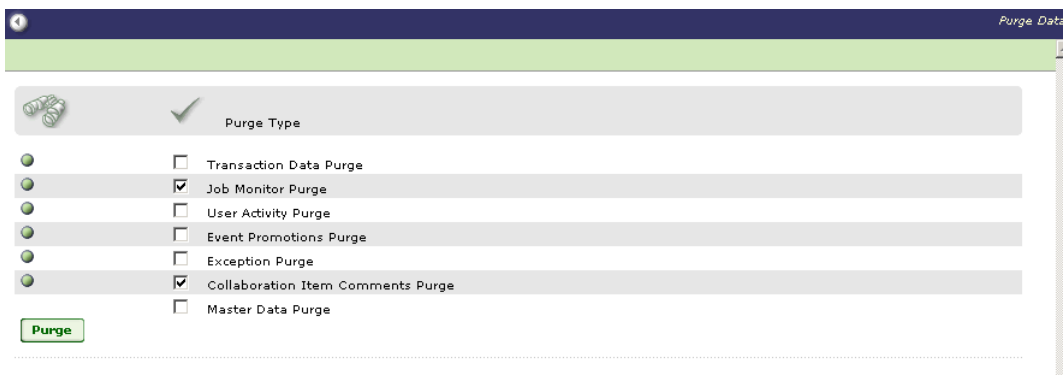 Purge Data
Purge Type
Transaction Data Purge
Job Monitor Purge
User Activity Purge
Event Promotions Purge
Exception Purge
Collaboration Item Comments Purge
Master Data Purge
Purge